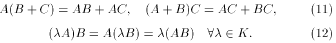 A(B + C) = AB + AC, (A + B)C = AC + BC, (11)
(λA)B = A(λB) = λ(AB) ∀λ ∈ K. (12)